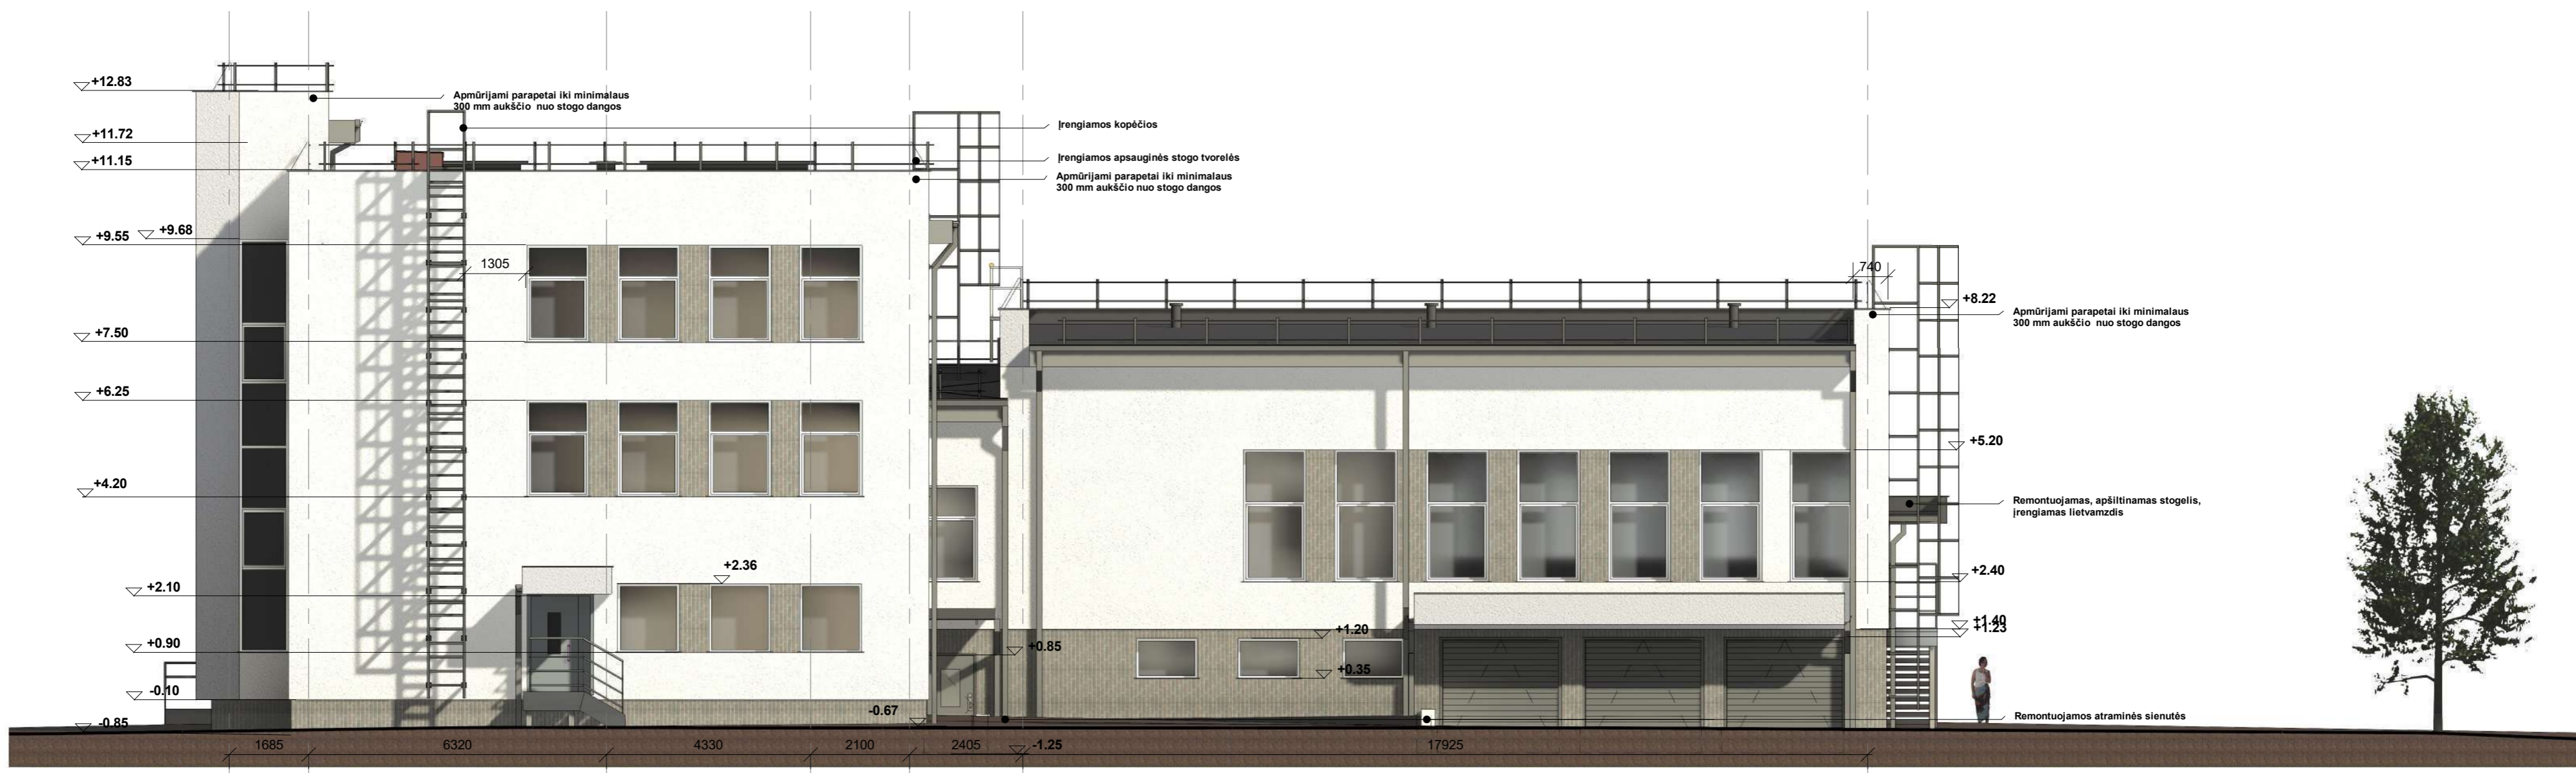 +12.83
Apmūrijami parapetai iki minimalaus
300 mm aukščio nuo stogo dangos
+11.72
Įrengiamos kopėčios
+11.15
Įrengiamos apsauginės stogo tvorelės
Apmūrijami parapetai iki minimalaus
300 mm aukščio nuo stogo dangos
+9.68
+9.55
1305
740
+8.22
Apmūrijami parapetai iki minimalaus
300 mm aukščio nuo stogo dangos
+7.50
+6.25
+5.20
+4.20
Remontuojamas, apšiltinamas stogelis,
įrengiamas lietvamzdis
+2.36
+2.40
+2.10
+1.40
+1.23
+1.20
+0.90
+0.85
+0.35
-0.10
-0.67
-0.85
Remontuojamos atraminės sienutės
1685 6320 4330 2100 2405 -1.25 17925